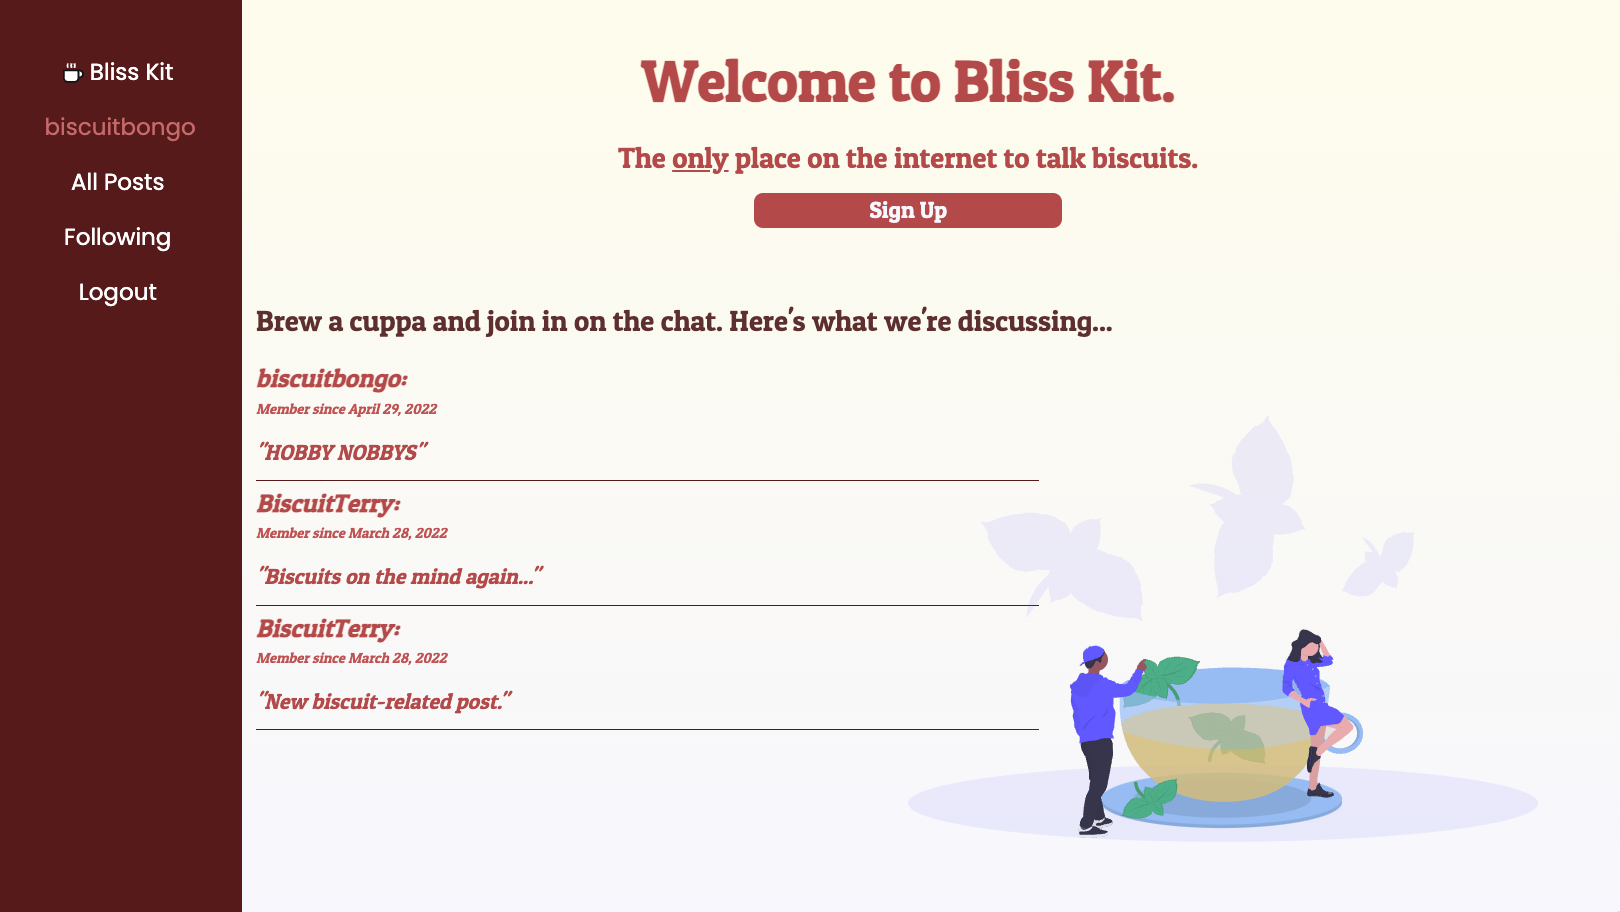 Bliss Kit
biscuitbongo
All Posts
Following
Logout
Welcome to Bliss Kit.
The only place on the internet to talk biscuits.
Sign Up
Brew a cuppa and join in on the chat. Here's what we're discussing...
biscuitbongo:
Member since April 29, 2022
"HOBBY NOBBYS"
BiscuitTerry:
Member since March 28, 2022
"Biscuits on the mind again..."
BiscuitTerry:
Member since March 28, 2022
"New biscuit-related post."